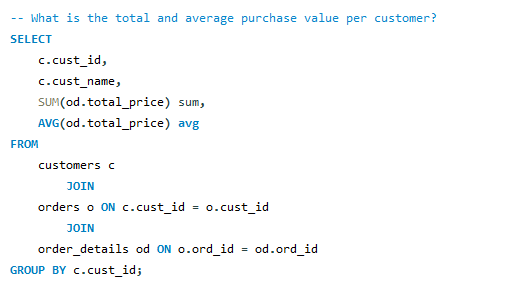 -- What is the total and average purchase value per customer?
SELECT
    c.cust_id,
    c.cust_name,
    SUM(od.total_price) sum,
    AVG(od.total_price) avg
FROM
    customers c
        JOIN
    orders o ON c.cust_id = o.cust_id
        JOIN
    order_details od ON o.ord_id = od.ord_id
GROUP BY c.cust_id;